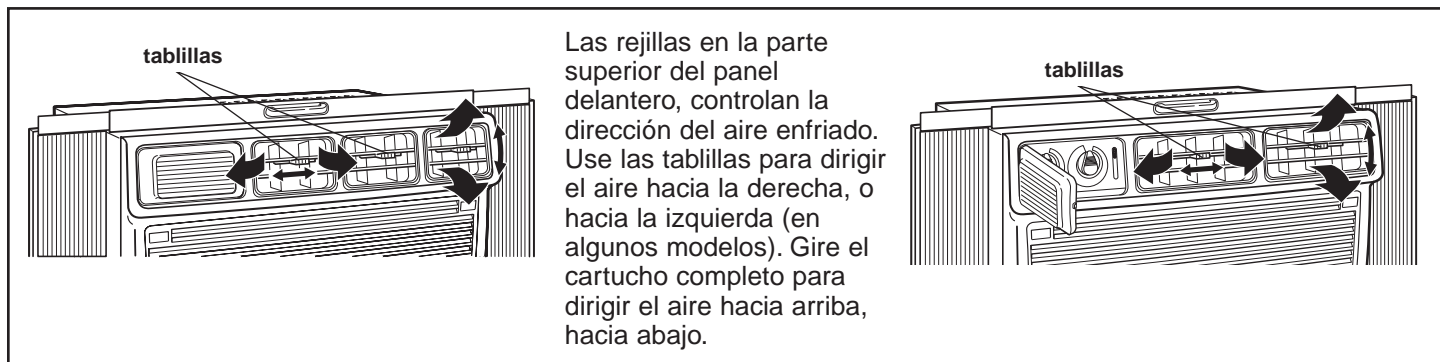 tablillas
Las rejillas en la parte
superior del panel
delantero, controlan la
dirección del aire enfriado.
Use las tablillas para dirigir
el aire hacia la derecha, o
hacia la izquierda (en
algunos modelos). Gire el
cartucho completo para
dirigir el aire hacia arriba,
hacia abajo.
tablillas